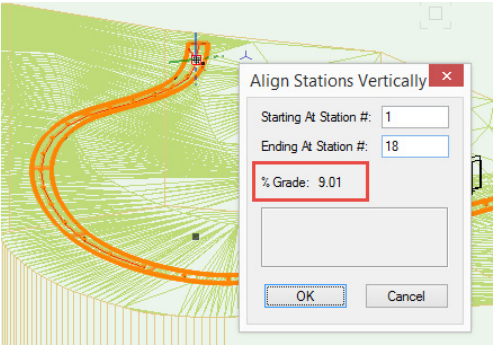 Align Stations Vertically
Starting At Station #: 1
Ending At Station #: 18
% Grade: 9.01
OK Cancel